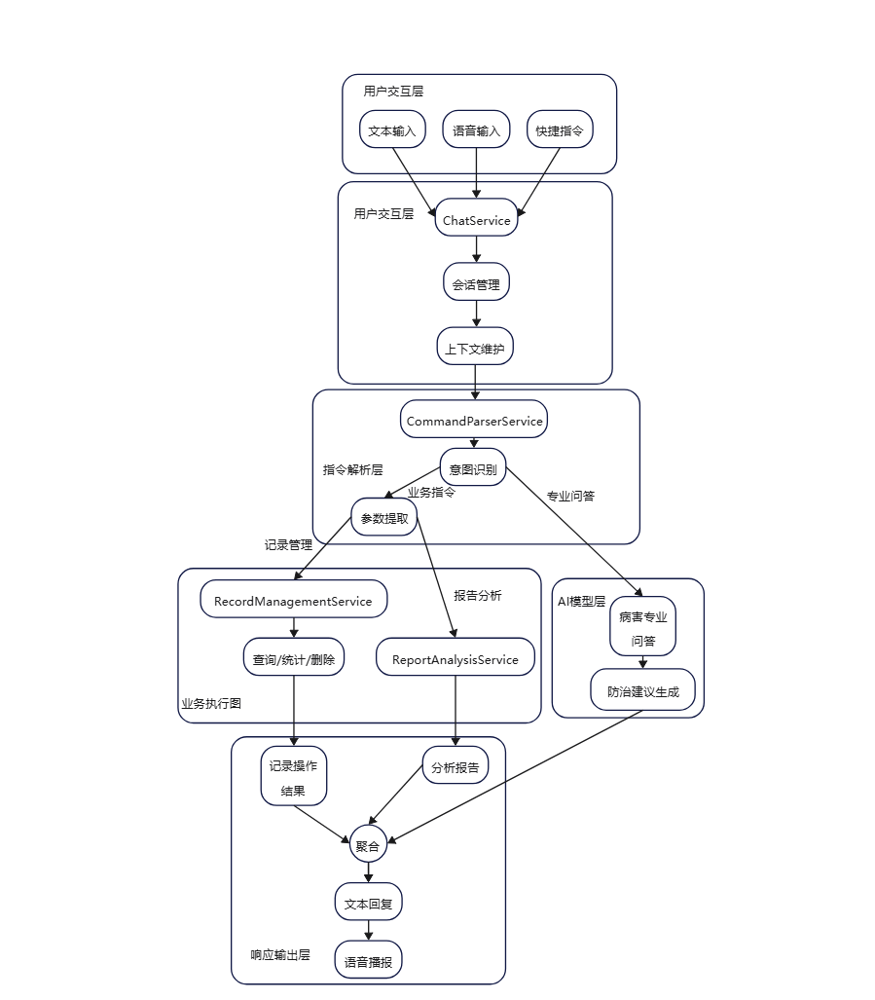 用户交互层
文本输入
语音输入
快捷指令
用户交互层
ChatService
会话管理
上下文维护
CommandParserService
指令解析层
意图识别
业务指令
专业问答
参数提取
记录管理
报告分析
RecordManagementService
AI模型层
病害专业
问答
查询/统计/删除
ReportAnalysisService
防治建议生成
业务执行图
记录操作
结果
分析报告
聚合
文本回复
响应输出层
语音播报